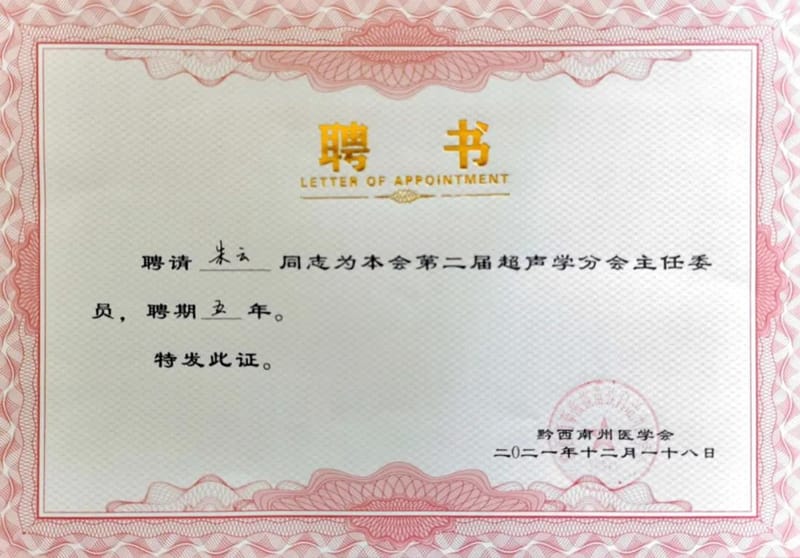 聘 书
LETTER OF APPOINTMENT
聘请 朱云 同志为本会第二届超声学分会主任委
员，聘期 五 年。
特发此证。
黔西南州医学会
二0二一年十二月一十八日